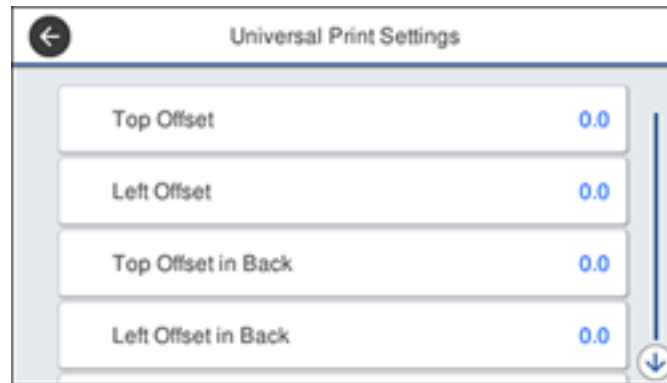 Universal Print Settings
Top Offset 0.0
Left Offset 0.0
Top Offset in Back 0.0
Left Offset in Back 0.0